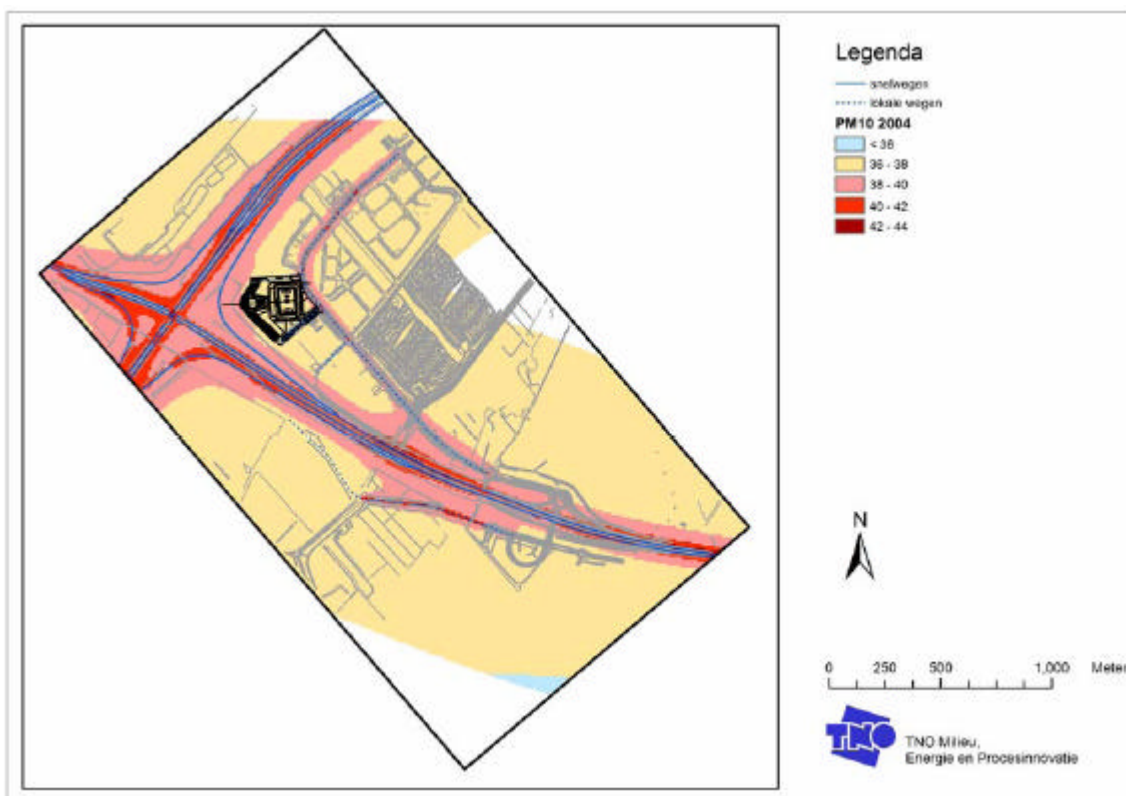 Legenda
snelwegen
lokale wegen
PM10 2004
< 36
36 - 38
38 - 40
40 - 42
42 - 44
N
0 250 500 1,000 Meter
TNO
TNO Milieu,
Energie en Procesinnovatie